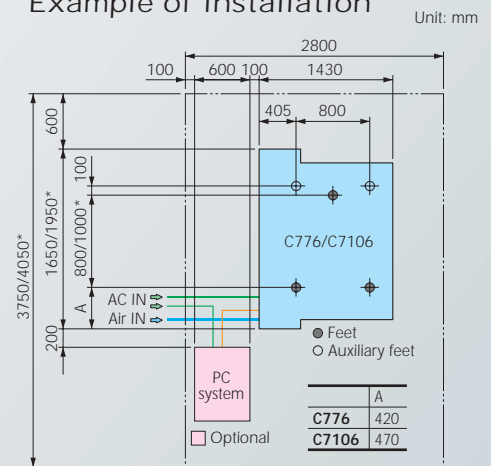 Example of Installation
Unit: mm
2800
100 600 100 1430
405 800
600
100
1650/1950*
800/1000*
3750/4050*
A
200
C776/C7106
AC IN
Air IN
Feet
Auxiliary feet
PC
system
Optional
A
C776 420
C7106 470